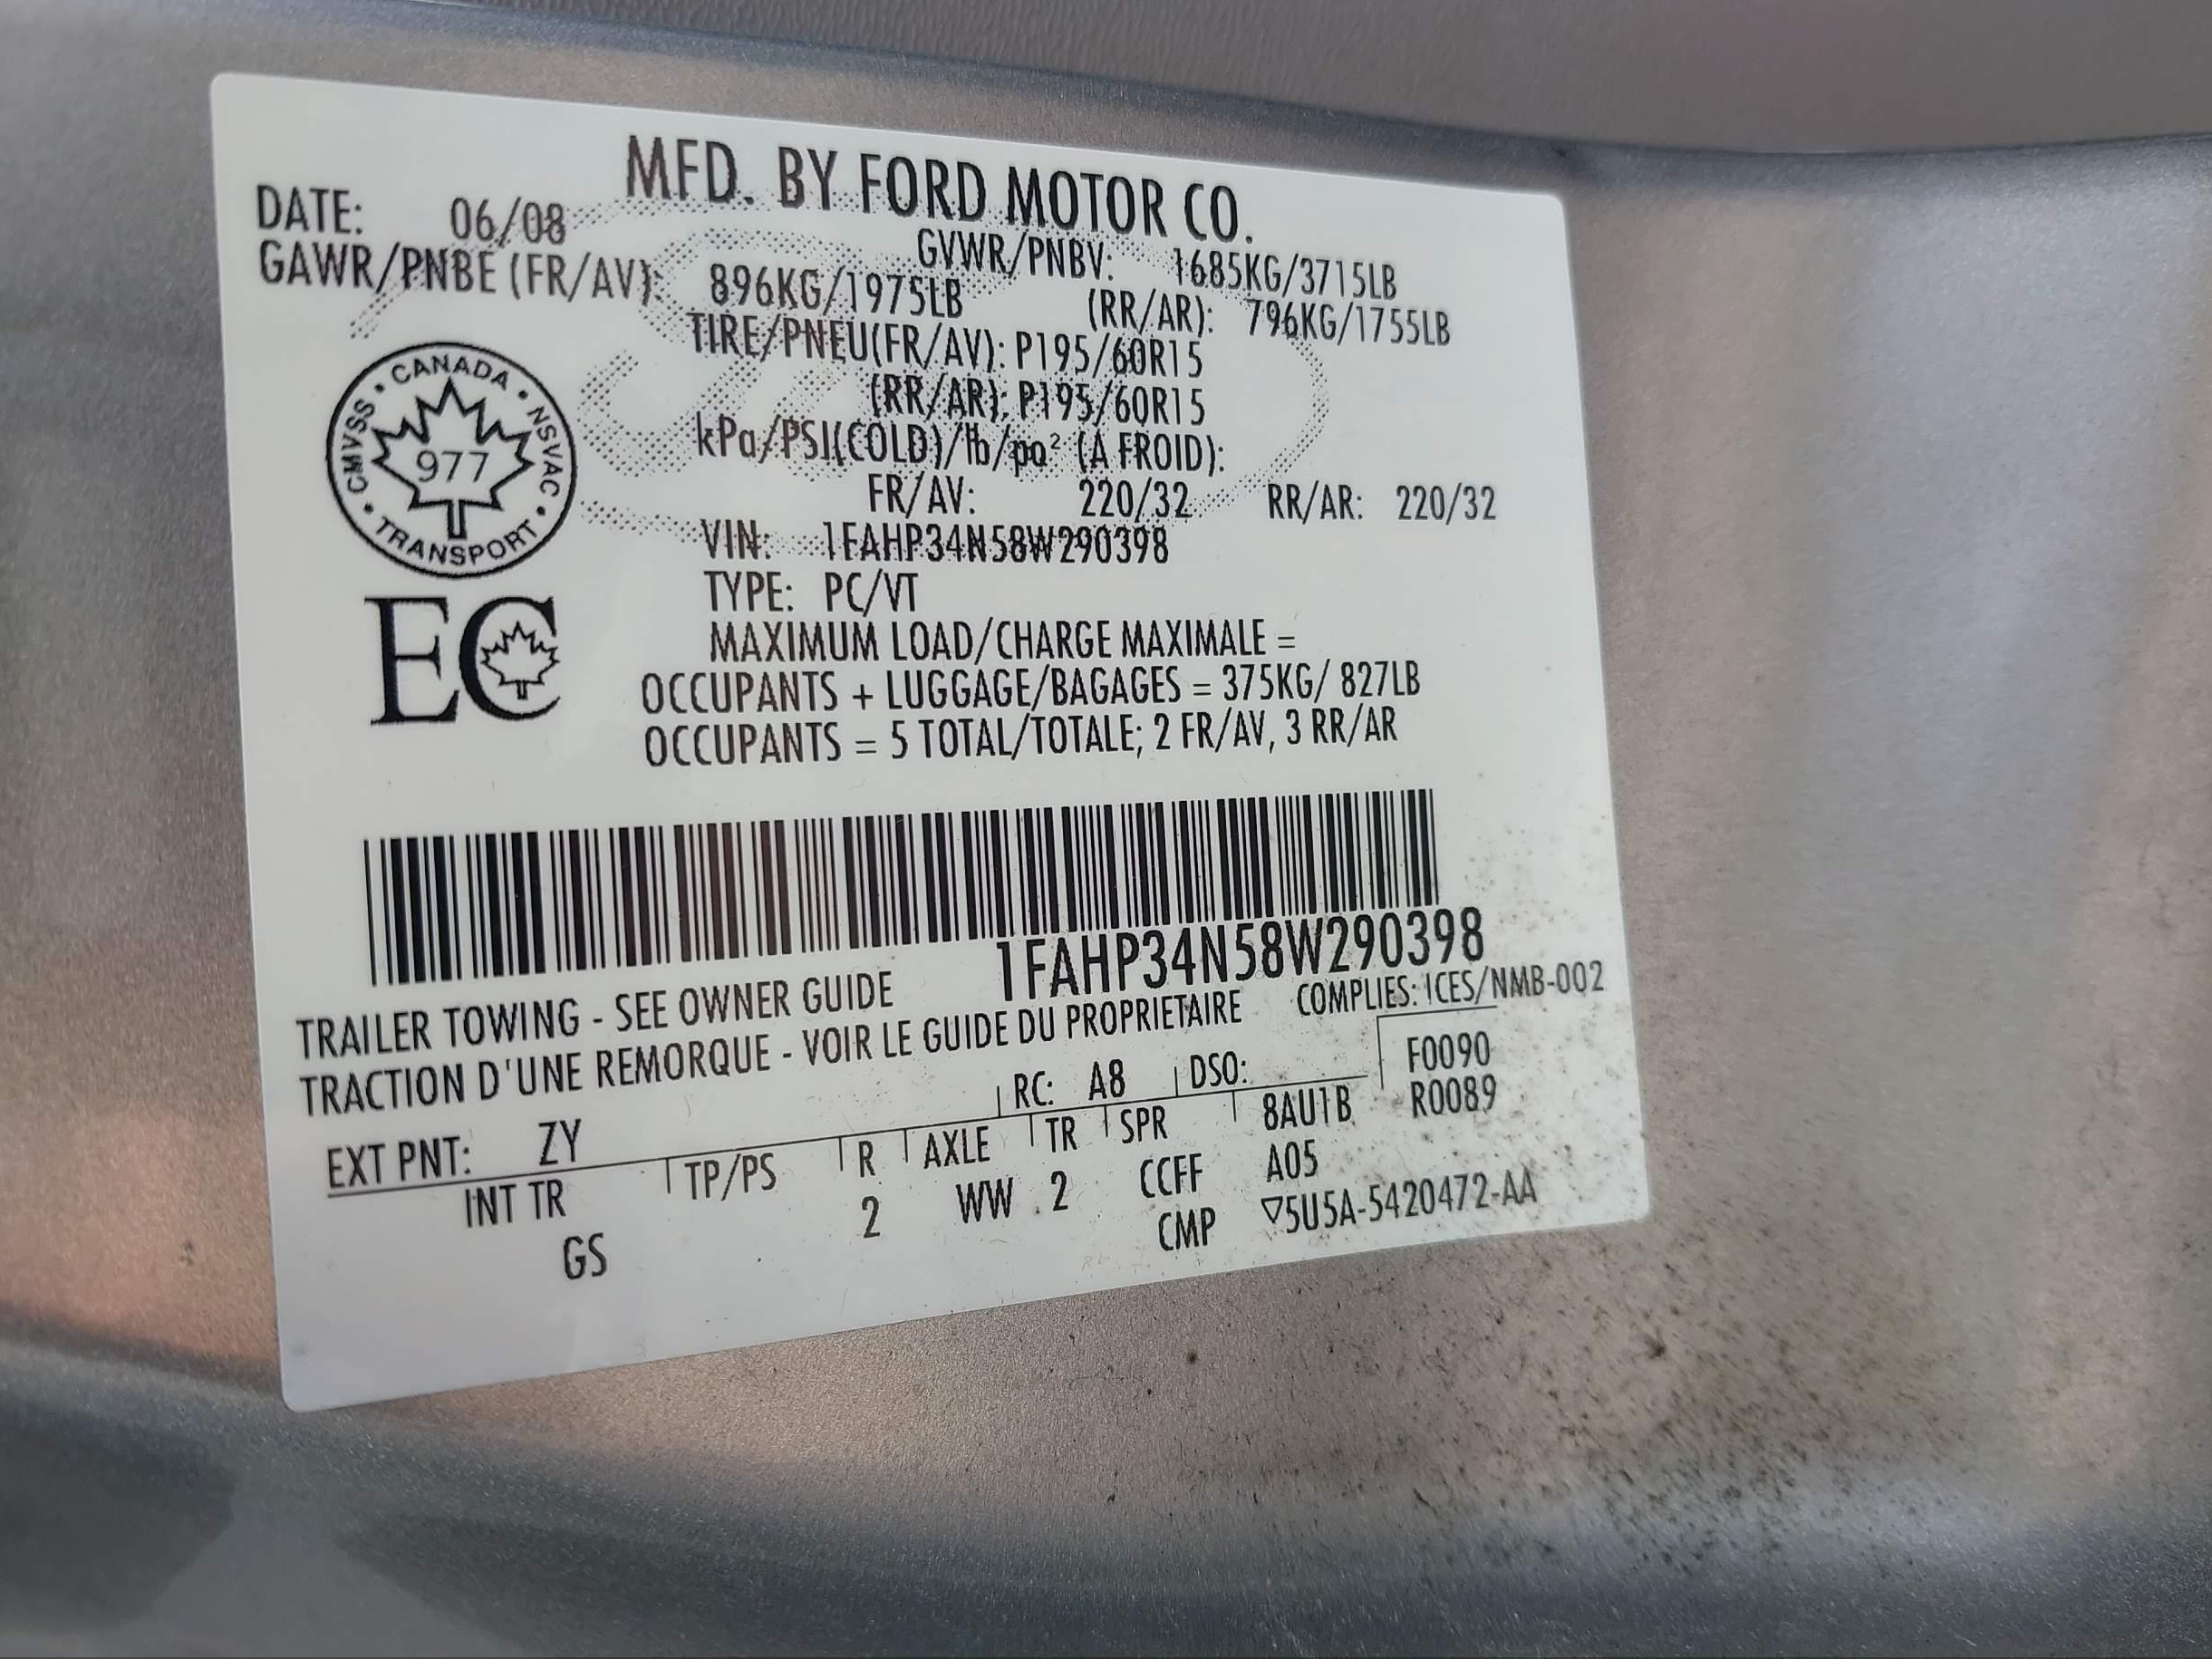 MFD. BY FORD MOTOR CO.
DATE: 06/08 GVWR/PNBV: 1685KG/3715LB
GAWR/PNBE (FR/AV): 896KG/1975LB (RR/AR): 796KG/1755LB
TIRE/PNEU(FR/AV): P195/60R15
(RR/AR): P195/60R15
kPa/PSI(COLD)/lb/po² (A FROID):
FR/AV: 220/32 RR/AR: 220/32
CANADA
CMVSS • NSVAC
977
TRANSPORT
VIN: 1FAHP34N58W290398
TYPE: PC/VT
EC
MAXIMUM LOAD/CHARGE MAXIMALE =
OCCUPANTS + LUGGAGE/BAGAGES = 375KG/ 827LB
OCCUPANTS = 5 TOTAL/TOTALE; 2 FR/AV, 3 RR/AR
1FAHP34N58W290398
TRAILER TOWING - SEE OWNER GUIDE
TRACTION D'UNE REMORQUE - VOIR LE GUIDE DU PROPRIETAIRE
COMPLIES: ICES/NMB-002
RC: A8 DSO: F0090
EXT PNT: ZY 8AU1B R0089
INT TR TP/PS R AXLE TR SPR
GS 2 WW 2 CCFF A05
CMP ▽5U5A-5420472-AA